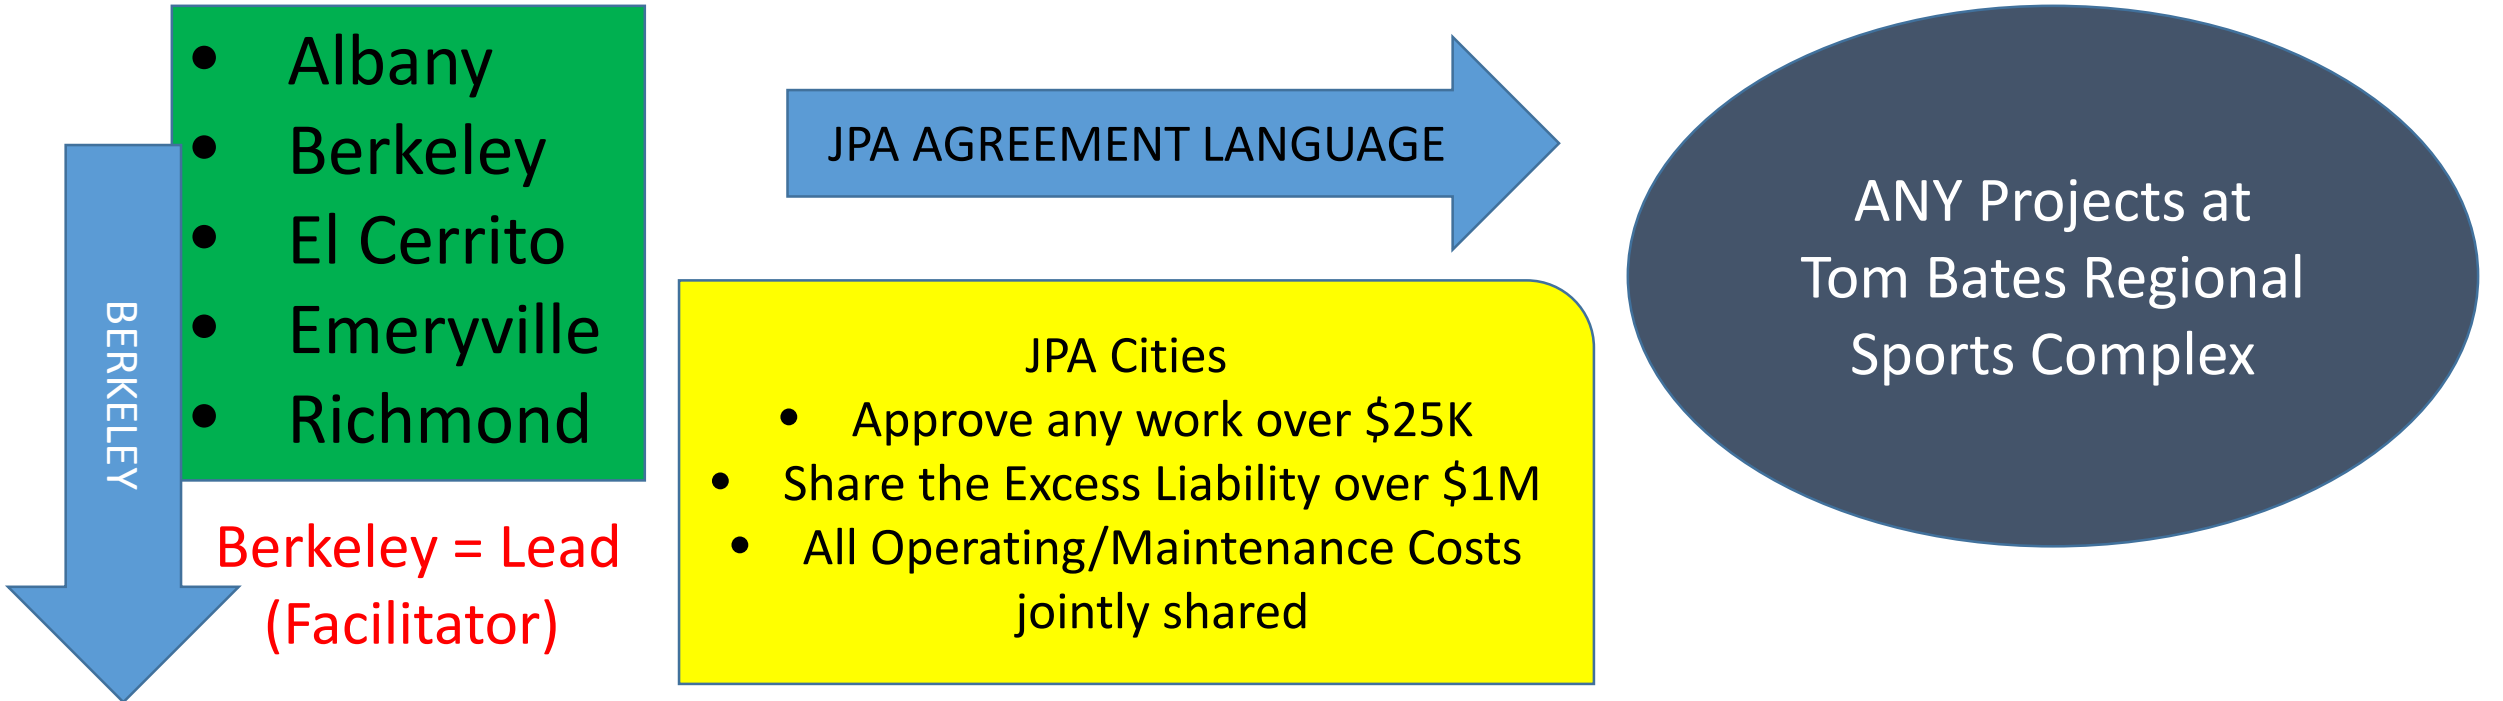 • Albany
• Berkeley
• El Cerrito
• Emeryville
• Richmond
BERKELEY
Berkeley = Lead
(Facilitator)
JPA AGREEMENT LANGUAGE
JPA Cities
• Approve any work over $25K
• Share the Excess Liability over $1M
• All Operating/Maintenance Costs
jointly shared
ANY Projects at
Tom Bates Regional
Sports Complex